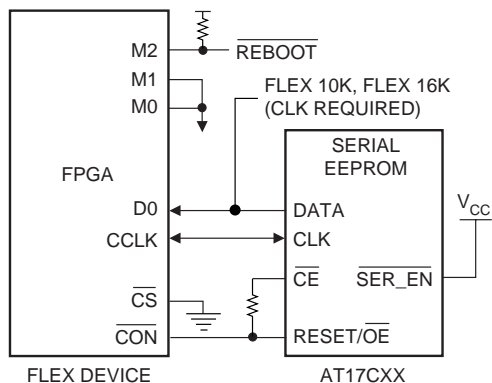 M2
REBOOT
M1
M0
FLEX 10K, FLEX 16K
(CLK REQUIRED)
SERIAL
EEPROM
FPGA
D0
DATA
VCC
CCLK
CLK
CE
SER_EN
CS
CON
RESET/OE
FLEX DEVICE
AT17CXX